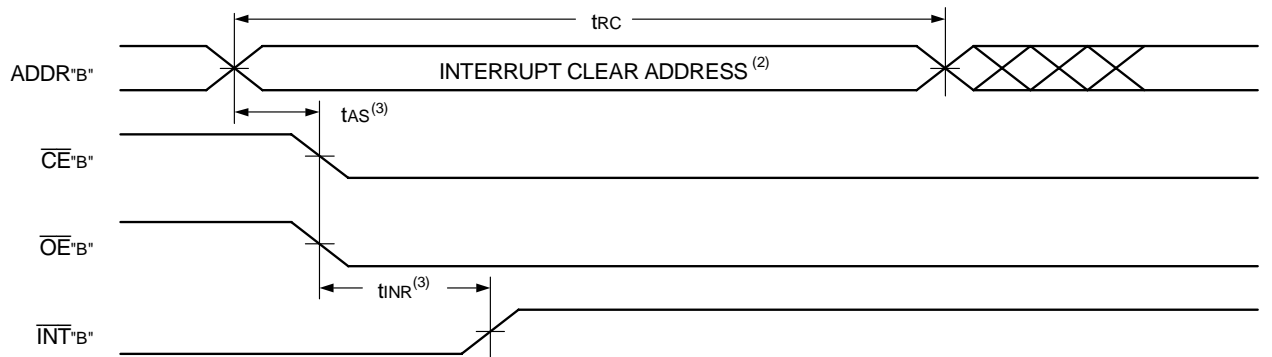 tRC
ADDR"B"
INTERRUPT CLEAR ADDRESS (2)
tAS(3)
CE"B"
OE"B"
tINR(3)
INT"B"